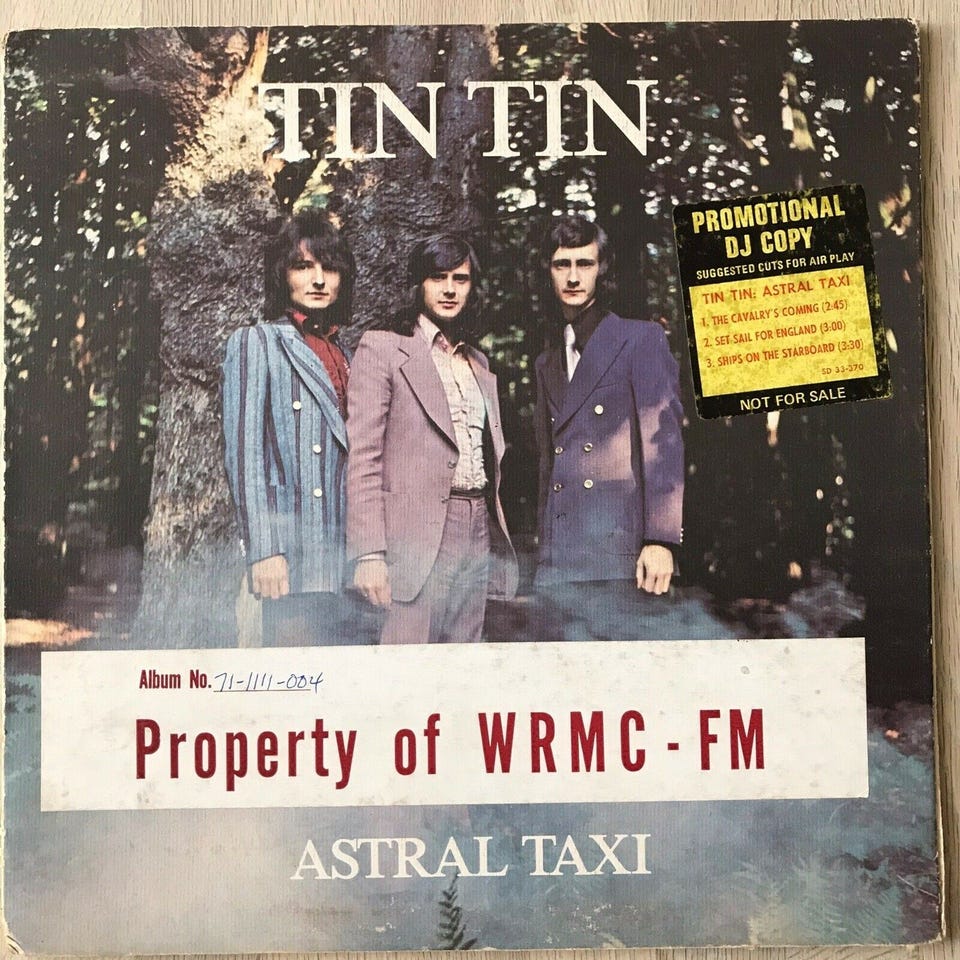 TIN TIN
PROMOTIONAL
DJ COPY
SUGGESTED CUTS FOR AIR PLAY
TIN TIN: ASTRAL TAXI
1. THE CAVALRY'S COMING (2:45)
2. SET SAIL FOR ENGLAND (3:00)
3. SHIPS ON THE STARBOARD (3:30)
SD 33-370
NOT FOR SALE
Album No. 71-1111-004
Property of WRMC - FM
ASTRAL TAXI